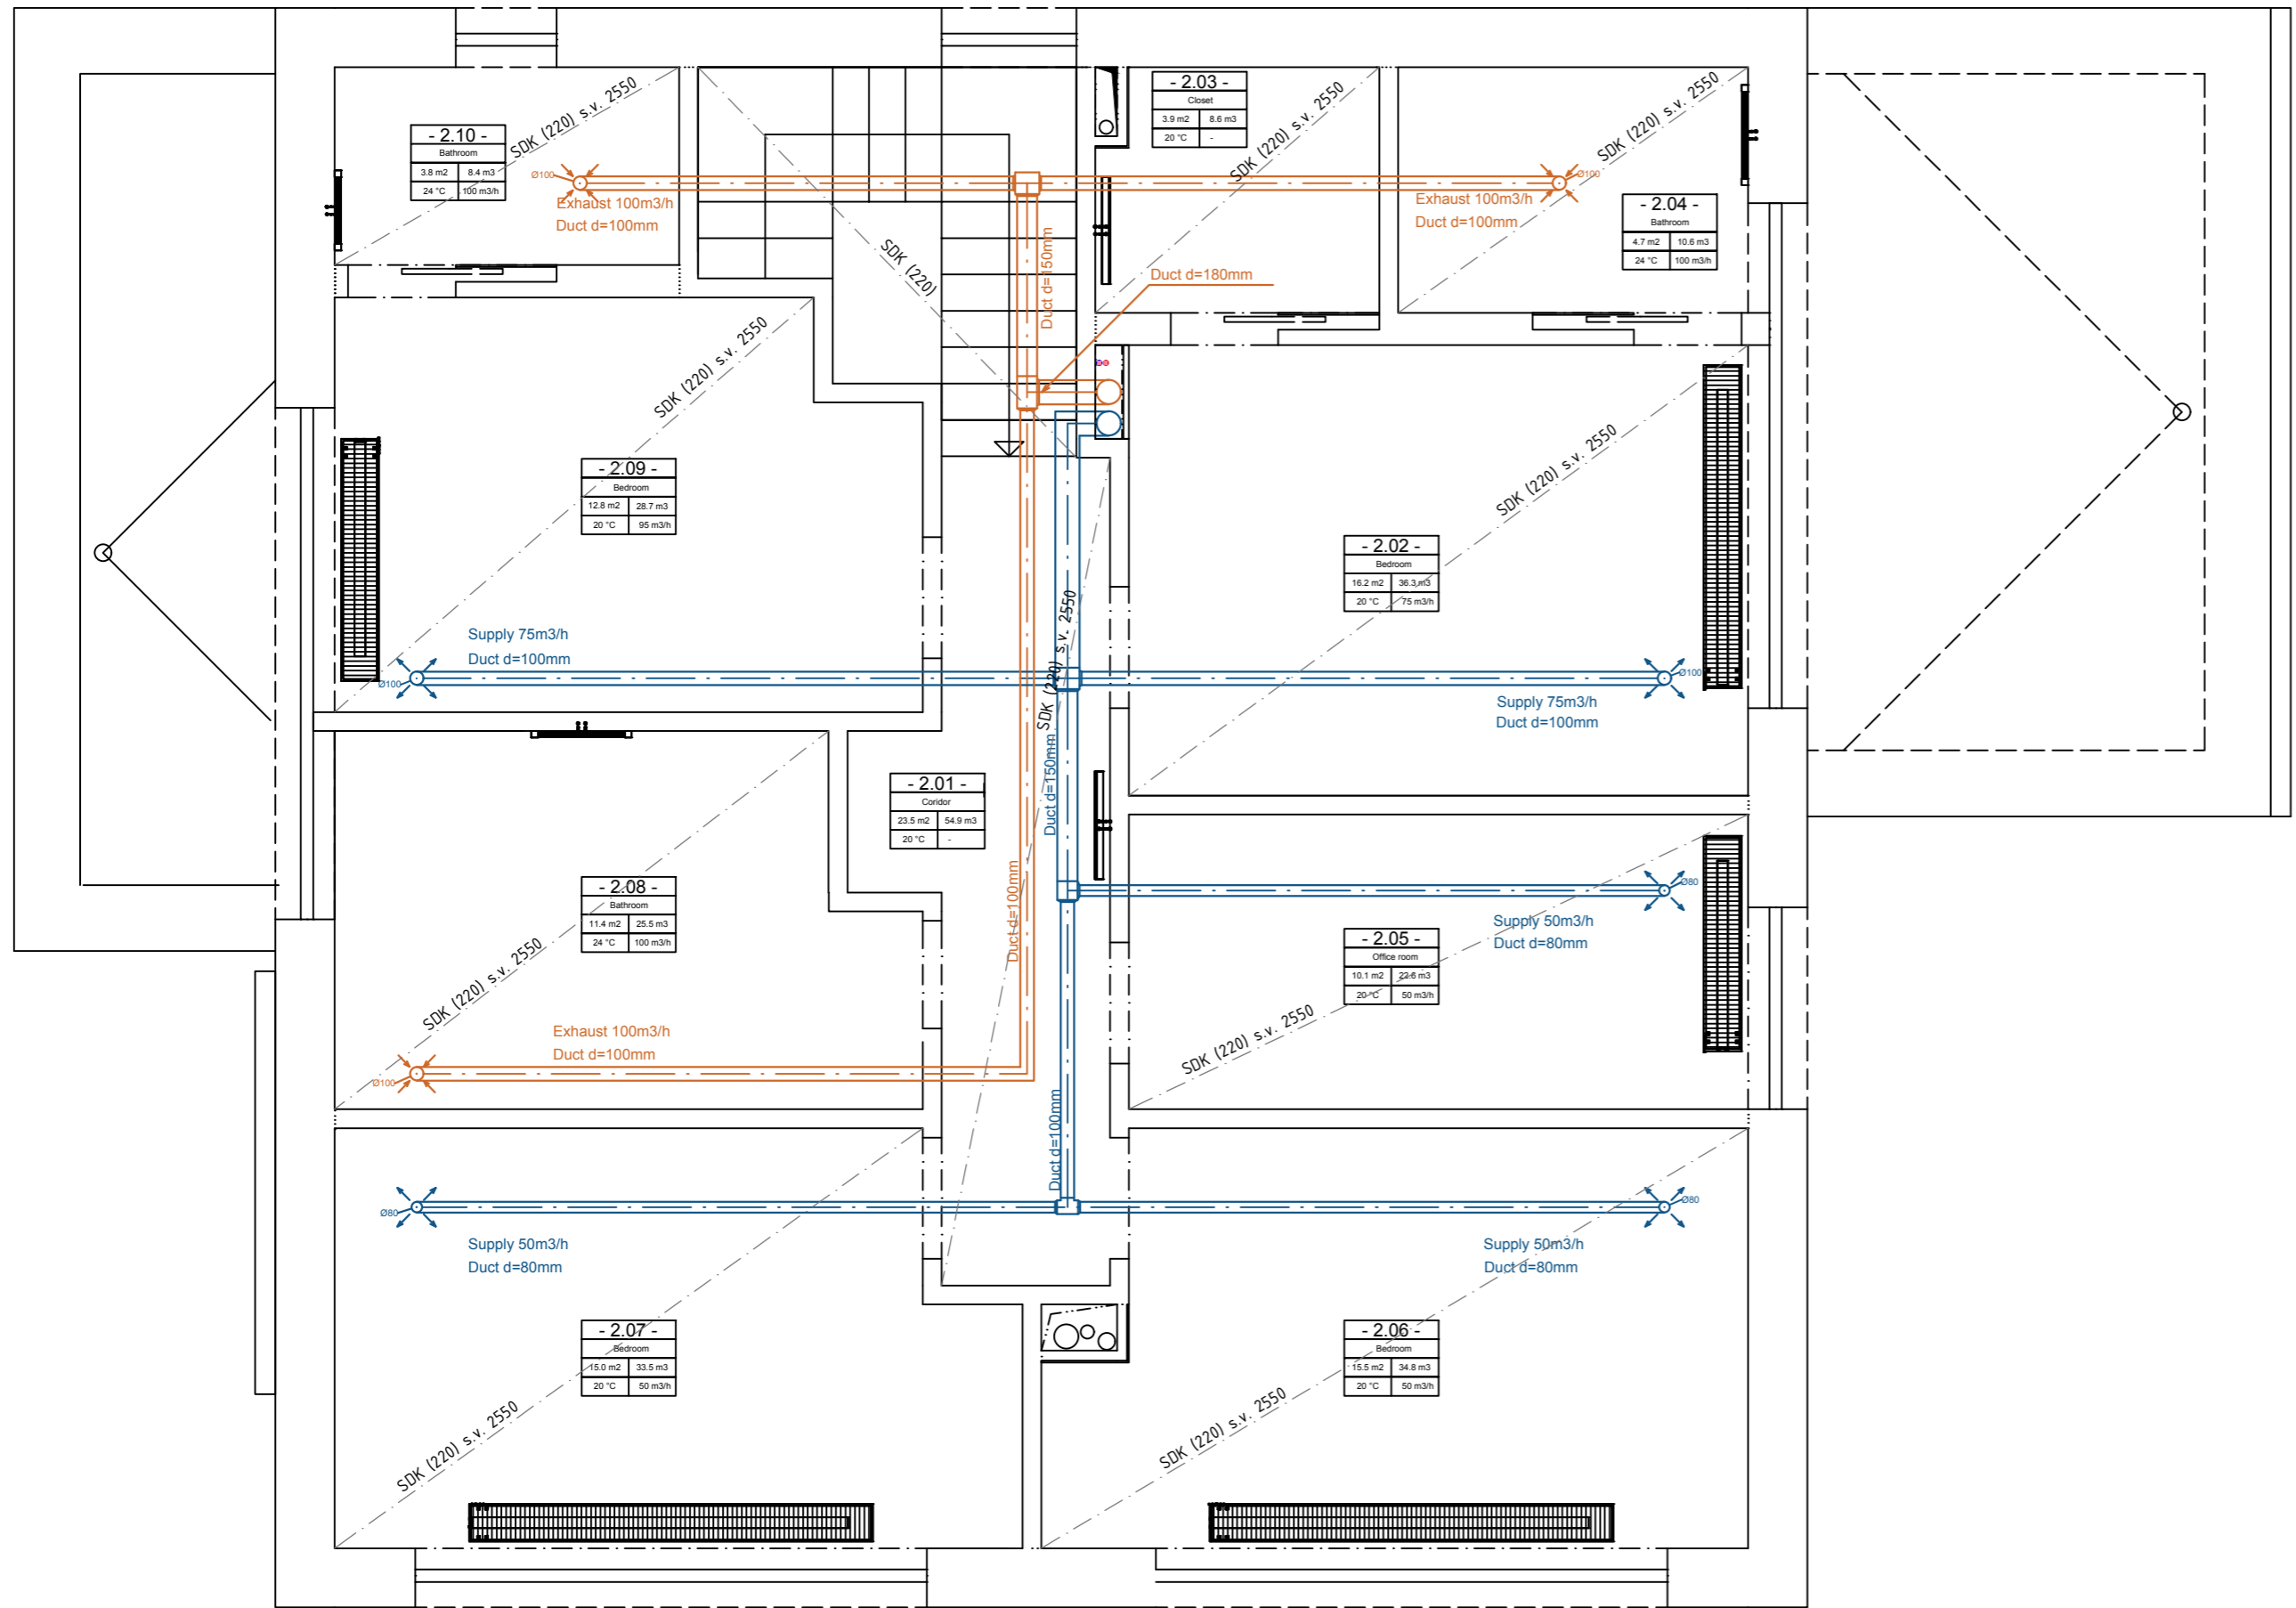 - 2.10 -
Bathroom
3.8 m2 8.4 m3
24 °C 100 m3/h
SDK (220) s.v. 2550
Ø100
Exhaust 100m3/h
Duct d=100mm
SDK (220)
Duct d=150mm
- 2.03 -
Closet
3.9 m2 8.6 m3
20 °C -
SDK (220) s.v. 2550
Duct d=180mm
SDK (220) s.v. 2550
Ø100
Exhaust 100m3/h
Duct d=100mm
- 2.04 -
Bathroom
4.7 m2 10.6 m3
24 °C 100 m3/h
SDK (220) s.v. 2550
- 2.09 -
Bedroom
12.8 m2 28.7 m3
20 °C 95 m3/h
Supply 75m3/h
Duct d=100mm
Ø100
SDK (220) s.v. 2550
- 2.02 -
Bedroom
16.2 m2 36.3 m3
20 °C 75 m3/h
Ø100
Supply 75m3/h
Duct d=100mm
SDK (220) s.v. 2550
Duct d=150mm
- 2.01 -
Coridor
23.5 m2 54.9 m3
20 °C -
Duct d=100mm
- 2.08 -
Bathroom
11.4 m2 25.5 m3
24 °C 100 m3/h
SDK (220) s.v. 2550
Exhaust 100m3/h
Duct d=100mm
Ø100
Ø80
Supply 50m3/h
Duct d=80mm
- 2.05 -
Office room
10.1 m2 22.6 m3
20 °C 50 m3/h
SDK (220) s.v. 2550
Duct d=100mm
Ø80
Supply 50m3/h
Duct d=80mm
- 2.07 -
Bedroom
15.0 m2 33.5 m3
20 °C 50 m3/h
SDK (220) s.v. 2550
Ø80
Supply 50m3/h
Duct d=80mm
- 2.06 -
Bedroom
15.5 m2 34.8 m3
20 °C 50 m3/h
SDK (220) s.v. 2550